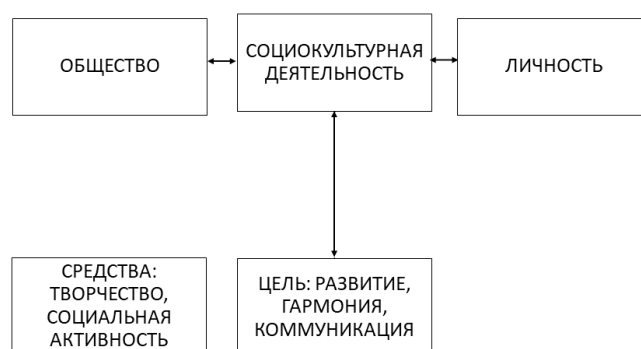 ОБЩЕСТВО
СОЦИОКУЛЬТУРНАЯ
ДЕЯТЕЛЬНОСТЬ
ЛИЧНОСТЬ
СРЕДСТВА:
ТВОРЧЕСТВО,
СОЦИАЛЬНАЯ
АКТИВНОСТЬ
ЦЕЛЬ: РАЗВИТИЕ,
ГАРМОНИЯ,
КОММУНИКАЦИЯ